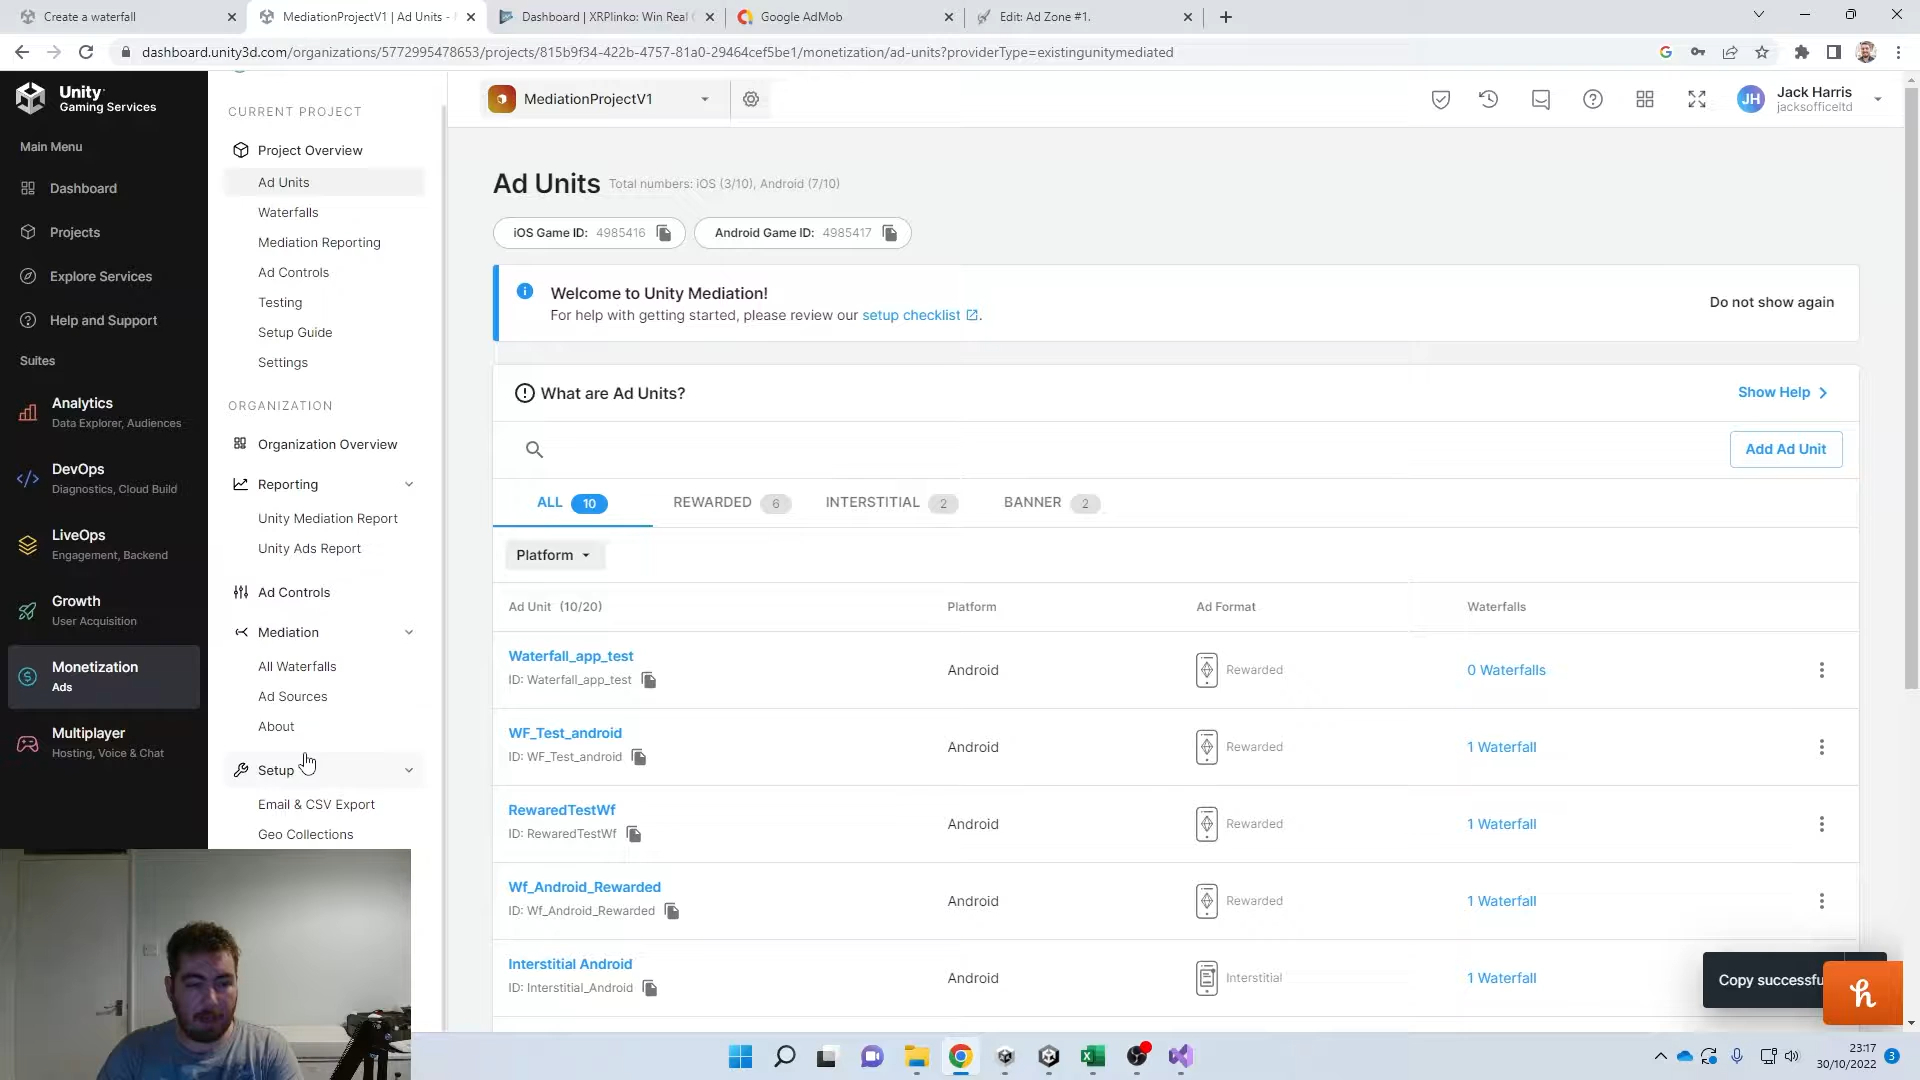 Create a waterfall
MediationProjectV1 | Ad Units -
Dashboard | XRPlinko: Win Real
Google AdMob
Edit: Ad Zone #1.
dashboard.unity3d.com/organizations/5772995478653/projects/815b9f34-422b-4757-81a0-29464cef5be1/monetization/ad-units?providerType=existingunitymediated
Unity
Gaming Services
Main Menu
Dashboard
Projects
Explore Services
Help and Support
Suites
Analytics
Data Explorer, Audiences
DevOps
Diagnostics, Cloud Build
LiveOps
Engagement, Backend
Growth
User Acquisition
Monetization
Ads
Multiplayer
Hosting, Voice & Chat
CURRENT PROJECT
Project Overview
Ad Units
Waterfalls
Mediation Reporting
Ad Controls
Testing
Setup Guide
Settings
ORGANIZATION
Organization Overview
Reporting
Unity Mediation Report
Unity Ads Report
Ad Controls
Mediation
All Waterfalls
Ad Sources
About
Setup
Email & CSV Export
Geo Collections
MediationProjectV1
JH
Jack Harris
jacksofficeltd
Ad Units Total numbers: iOS (3/10), Android (7/10)
iOS Game ID: 4985416
Android Game ID: 4985417
Welcome to Unity Mediation!
For help with getting started, please review our setup checklist .
Do not show again
What are Ad Units?
Show Help
Add Ad Unit
ALL 10
REWARDED 6
INTERSTITIAL 2
BANNER 2
Platform
Ad Unit (10/20) Platform Ad Format Waterfalls
Waterfall_app_test
ID: Waterfall_app_test
Android Rewarded 0 Waterfalls
WF_Test_android
ID: WF_Test_android
Android Rewarded 1 Waterfall
RewaredTestWf
ID: RewaredTestWf
Android Rewarded 1 Waterfall
Wf_Android_Rewarded
ID: Wf_Android_Rewarded
Android Rewarded 1 Waterfall
Interstitial Android
ID: Interstitial_Android
Android Interstitial 1 Waterfall
Copy successfu
h
23:17
30/10/2022
3